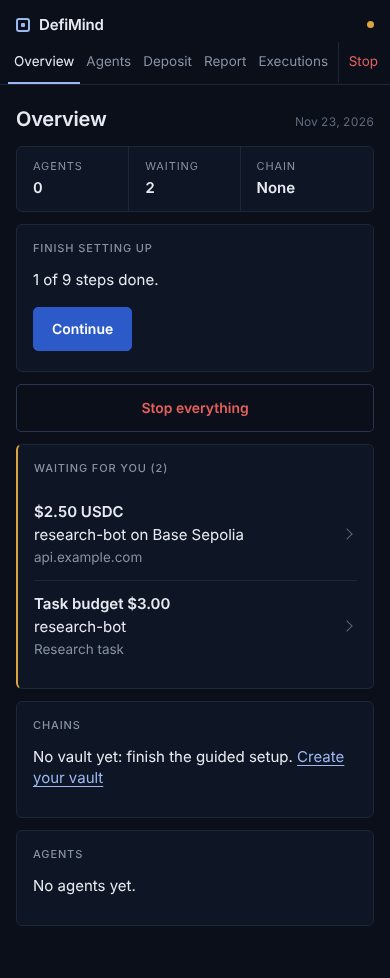 DefiMind
Overview Agents Deposit Report Executions Stop
Overview
Nov 23, 2026
AGENTS
0
WAITING
2
CHAIN
None
FINISH SETTING UP
1 of 9 steps done.
Continue
Stop everything
WAITING FOR YOU (2)
$2.50 USDC
research-bot on Base Sepolia
api.example.com
Task budget $3.00
research-bot
Research task
CHAINS
No vault yet: finish the guided setup. Create
your vault
AGENTS
No agents yet.